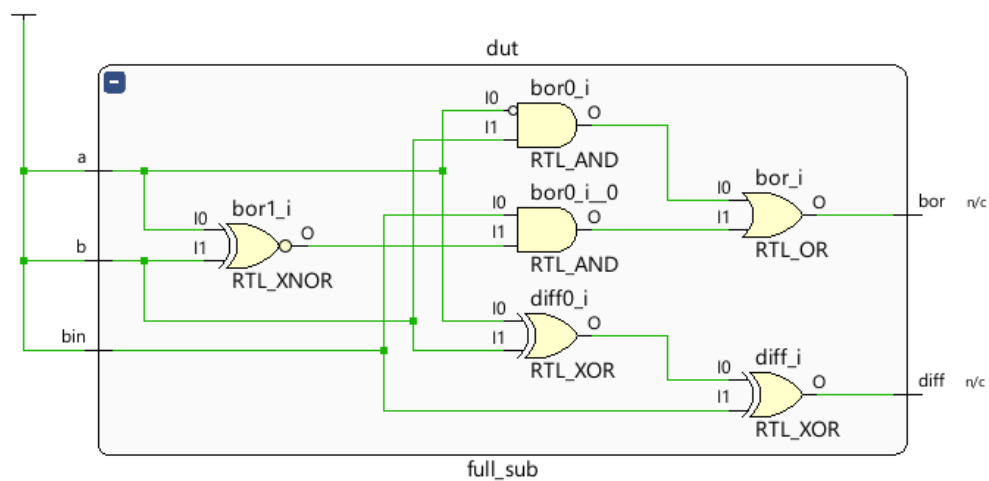 dut
bor0_i
I0
O
I1
RTL_AND
a
bor0_i__0
bor_i
bor1_i
I0
O
I0
O
bor n/c
I0
O
I1
I1
RTL_OR
b
I1
RTL_AND
RTL_XNOR
diff0_i
I0
O
bin
I1
diff_i
RTL_XOR
I0
O
diff n/c
I1
RTL_XOR
full_sub